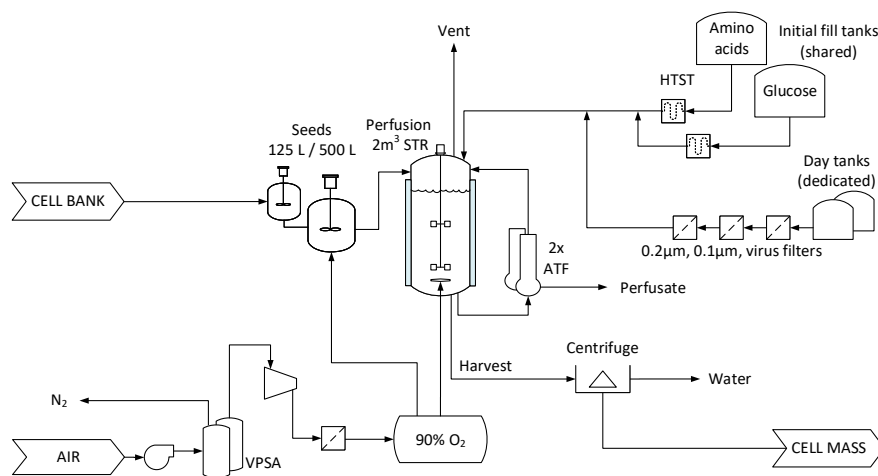 Vent
Amino
acids
Initial fill tanks
(shared)
HTST
Glucose
Seeds
125 L / 500 L
Perfusion
2m³ STR
Day tanks
(dedicated)
CELL BANK
2x
ATF
0.2µm, 0.1µm, virus filters
Perfusate
Harvest
Centrifuge
Water
N₂
AIR
VPSA
90% O₂
CELL MASS